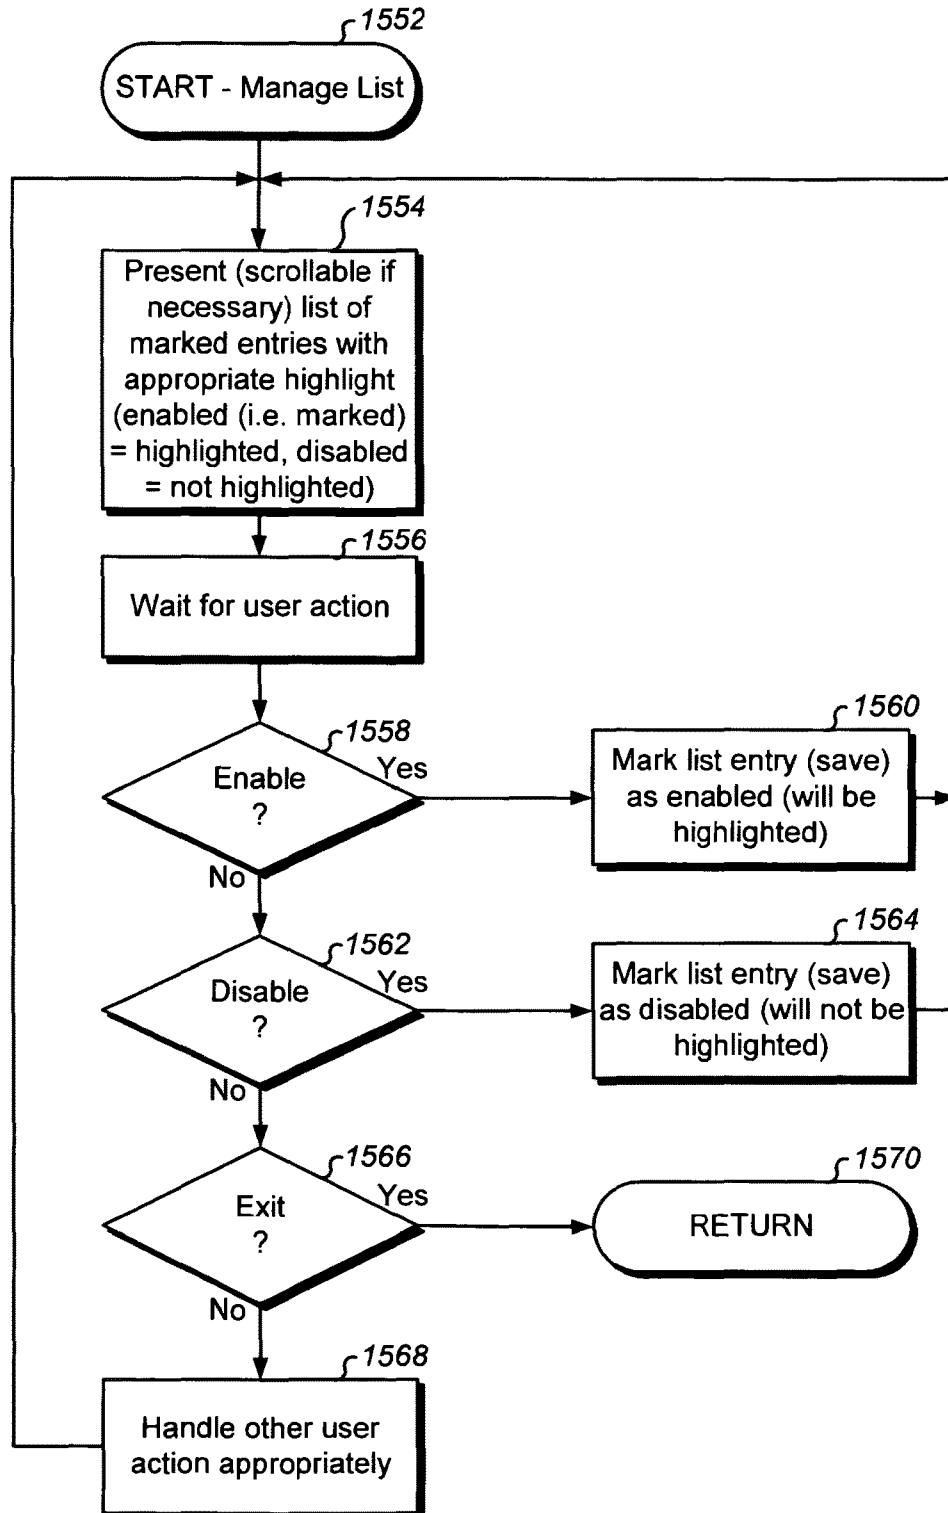 1552
START - Manage List
1554
Present (scrollable if
necessary) list of
marked entries with
appropriate highlight
(enabled (i.e. marked)
= highlighted, disabled
= not highlighted)
1556
Wait for user action
1558
Enable
?
Yes
No
1560
Mark list entry (save)
as enabled (will be
highlighted)
1562
Disable
?
Yes
No
1564
Mark list entry (save)
as disabled (will not be
highlighted)
1566
Exit
?
Yes
No
1570
RETURN
1568
Handle other user
action appropriately